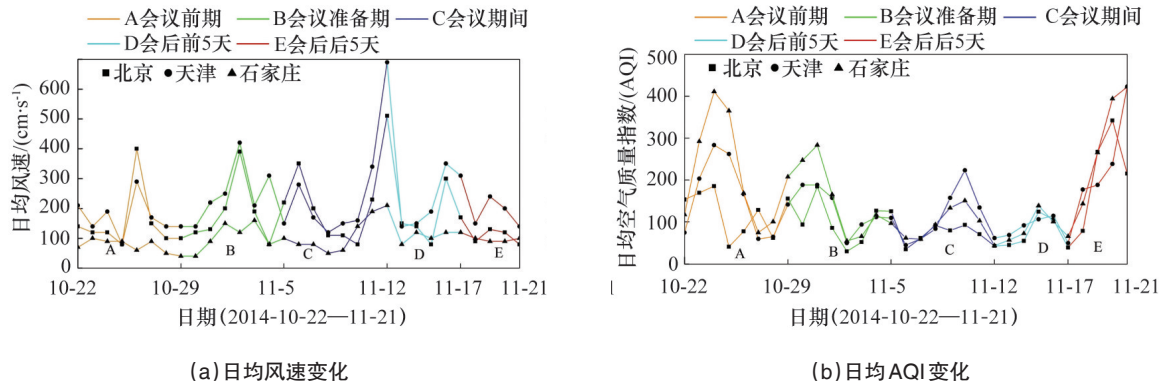 A会议前期 B会议准备期 C会议期间
D会后前5天 E会后后5天
北京 天津 石家庄
日均风速/(cm·s⁻¹)
600
500
400
300
200
100
0
A B C D E
10-22 10-29 11-5 11-12 11-17 11-21
日期(2014-10-22—11-21)
(a)日均风速变化
A会议前期 B会议准备期 C会议期间
D会后前5天 E会后后5天
北京 天津 石家庄
日均空气质量指数/(AQI)
500
400
300
200
100
0
A B C D E
10-22 10-29 11-5 11-12 11-17 11-21
日期(2014-10-22—11-21)
(b)日均AQI变化